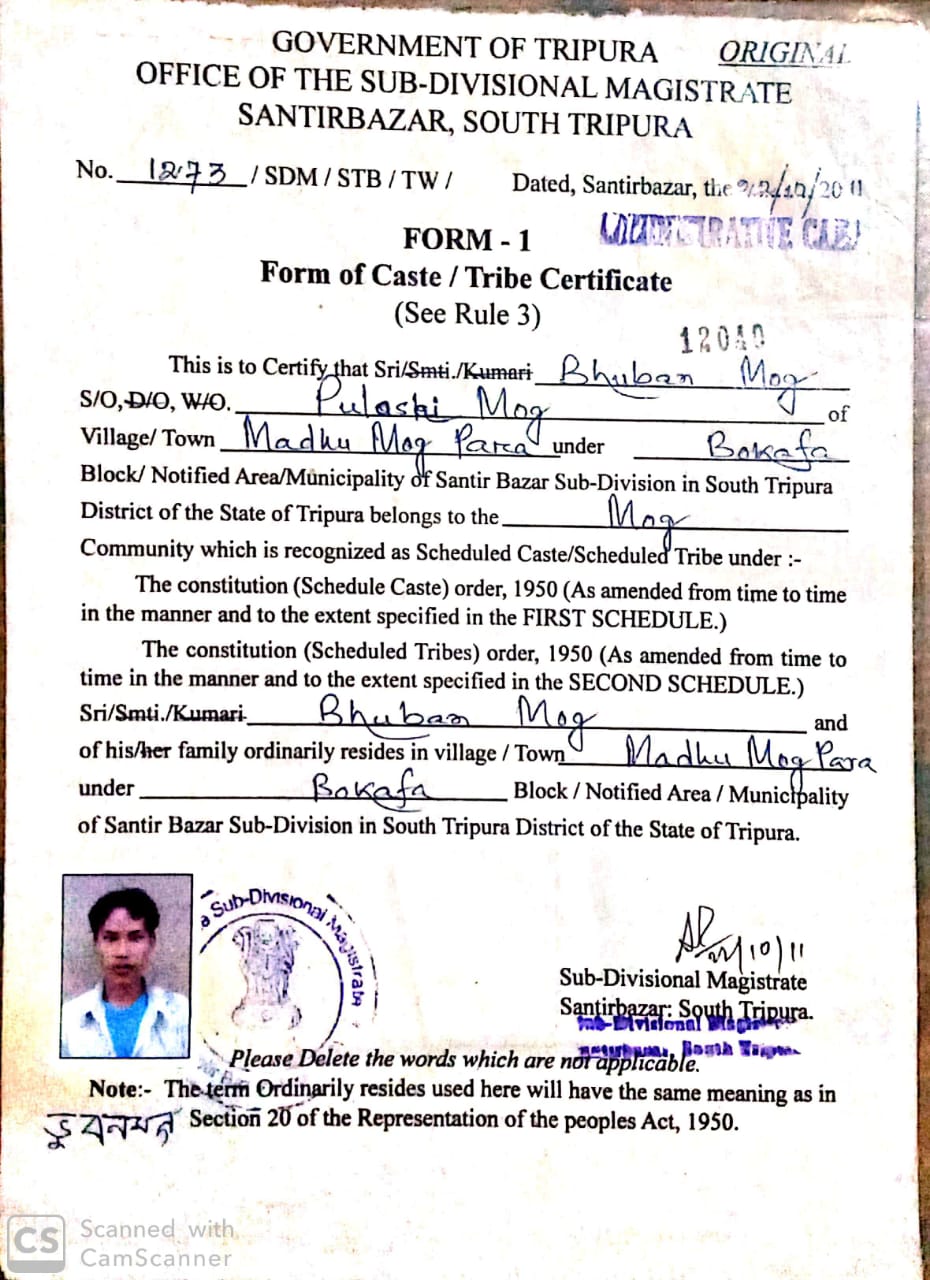 GOVERNMENT OF TRIPURA ORIGINAL
OFFICE OF THE SUB-DIVISIONAL MAGISTRATE
SANTIRBAZAR, SOUTH TRIPURA
No. 1273 / SDM / STB / TW / Dated, Santirbazar, the 22/10/2011
FORM - 1
Form of Caste / Tribe Certificate
(See Rule 3)
12040
This is to Certify that Sri/Smti./Kumari Bhuban Mog
S/O, D/O, W/O. Pulashi Mog of
Village/ Town Madhu Mog Para under Bokafa
Block/ Notified Area/Municipality of Santir Bazar Sub-Division in South Tripura
District of the State of Tripura belongs to the Mog
Community which is recognized as Scheduled Caste/Scheduled Tribe under :-
The constitution (Schedule Caste) order, 1950 (As amended from time to time
in the manner and to the extent specified in the FIRST SCHEDULE.)
The constitution (Scheduled Tribes) order, 1950 (As amended from time to
time in the manner and to the extent specified in the SECOND SCHEDULE.)
Sri/Smti./Kumari Bhuban Mog and
of his/her family ordinarily resides in village / Town Madhu Mog Para
under Bokafa Block / Notified Area / Municipality
of Santir Bazar Sub-Division in South Tripura District of the State of Tripura.
Sub-Divisional Magistrate
22/10/11
Sub-Divisional Magistrate
Santirbazar: South Tripura.
Sub-Divisional
South
Please Delete the words which are not applicable.
Note:- The term Ordinarily resides used here will have the same meaning as in
Section 20 of the Representation of the peoples Act, 1950.
ভুবন মগ
CS Scanned with
CamScanner